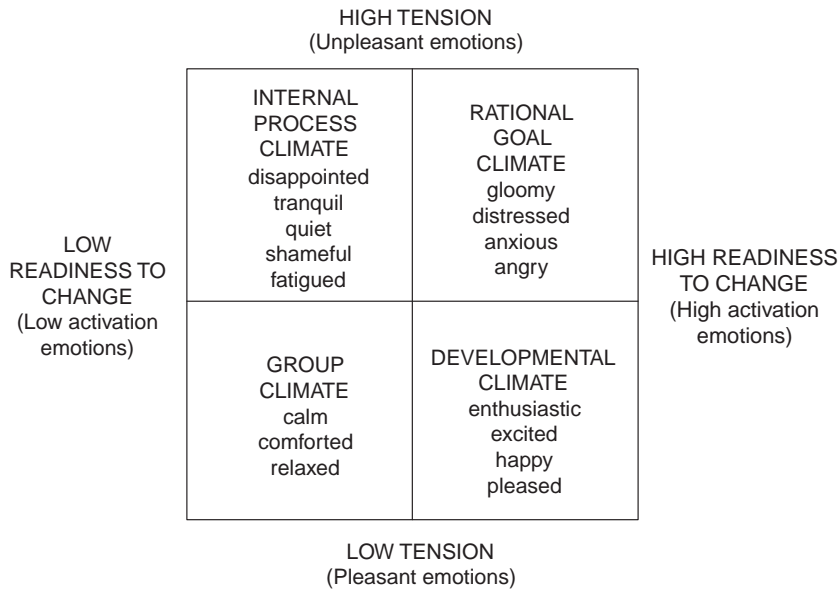 HIGH TENSION
(Unpleasant emotions)
INTERNAL
PROCESS
CLIMATE
disappointed
tranquil
quiet
shameful
fatigued
RATIONAL
GOAL
CLIMATE
gloomy
distressed
anxious
angry
LOW
READINESS TO
CHANGE
(Low activation
emotions)
HIGH READINESS
TO CHANGE
(High activation
emotions)
GROUP
CLIMATE
calm
comforted
relaxed
DEVELOPMENTAL
CLIMATE
enthusiastic
excited
happy
pleased
LOW TENSION
(Pleasant emotions)